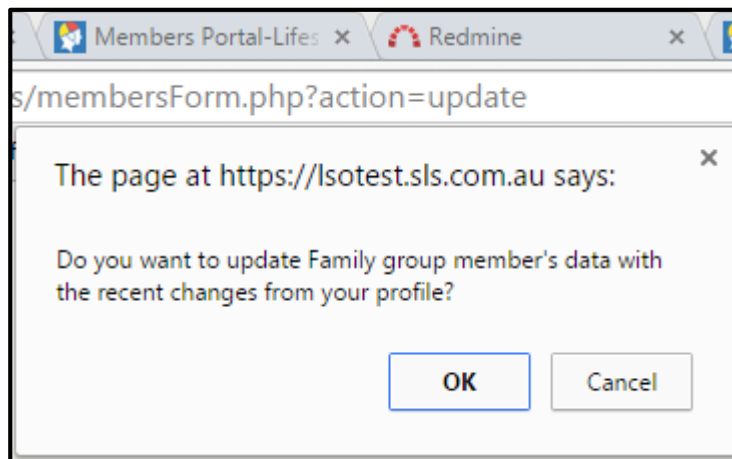 Members Portal-Lifes
Redmine
s/membersForm.php?action=update
The page at https://lsotest.sls.com.au says:
Do you want to update Family group member's data with
the recent changes from your profile?
OK
Cancel